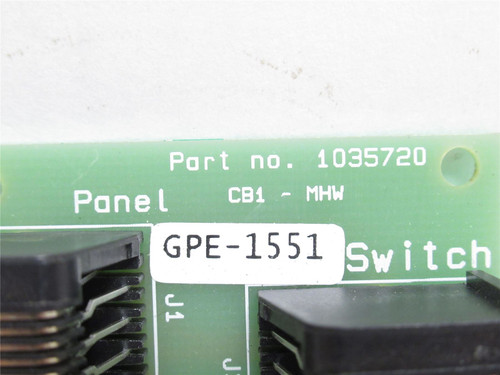 Part no. 1035720
CB1 - MHW
Panel
GPE-1551
Switch
J1